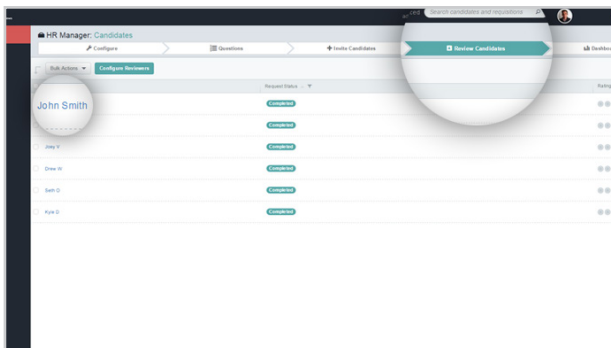 Search candidates and requisitions
HR Manager: Candidates
Configure
Questions
Invite Candidates
Review Candidates
Bulk Actions
Configure Reviewers
Request Status
Rating
John Smith
Completed
Completed
Joey V
Completed
Drew W
Completed
Seth G
Completed
Kyle G
Completed